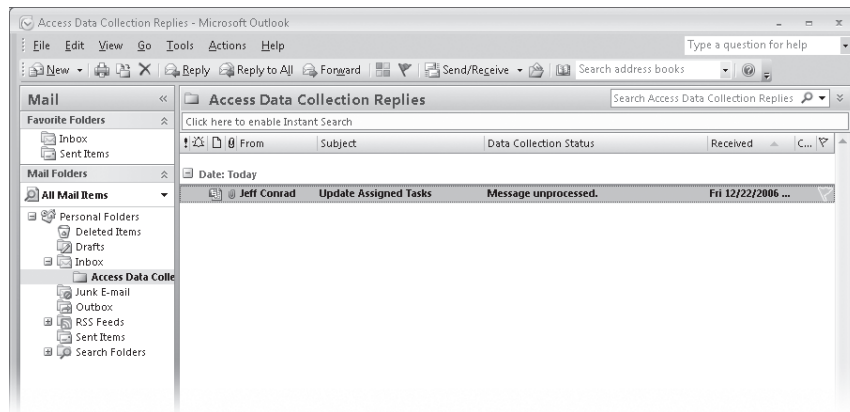 Access Data Collection Replies - Microsoft Outlook
File Edit View Go Tools Actions Help
Type a question for help
New Reply Reply to All Forward Send/Receive Search address books
Mail
Access Data Collection Replies
Search Access Data Collection Replies
Favorite Folders
Click here to enable Instant Search
Inbox
Sent Items
From Subject Data Collection Status Received C...
Mail Folders
Date: Today
All Mail Items
Jeff Conrad Update Assigned Tasks Message unprocessed. Fri 12/22/2006 ...
Personal Folders
Deleted Items
Drafts
Inbox
Access Data Colle
Junk E-mail
Outbox
RSS Feeds
Sent Items
Search Folders